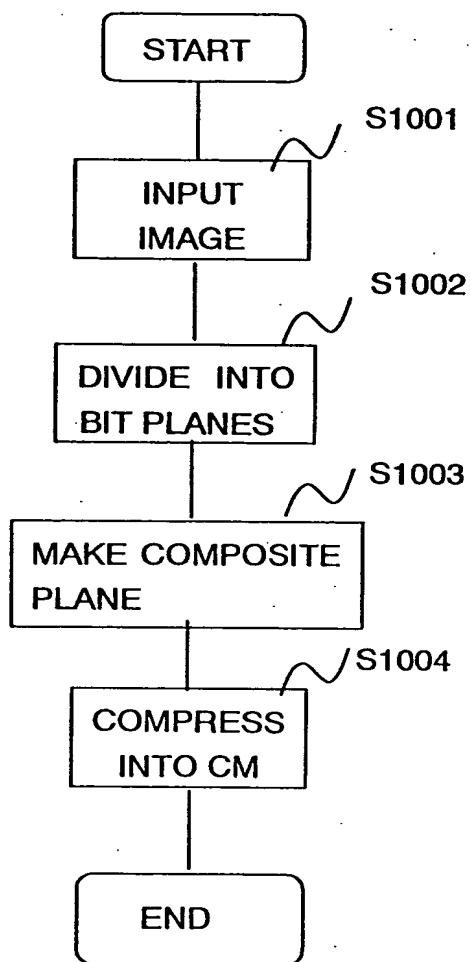 START
S1001
INPUT
IMAGE
S1002
DIVIDE INTO
BIT PLANES
S1003
MAKE COMPOSITE
PLANE
S1004
COMPRESS
INTO CM
END